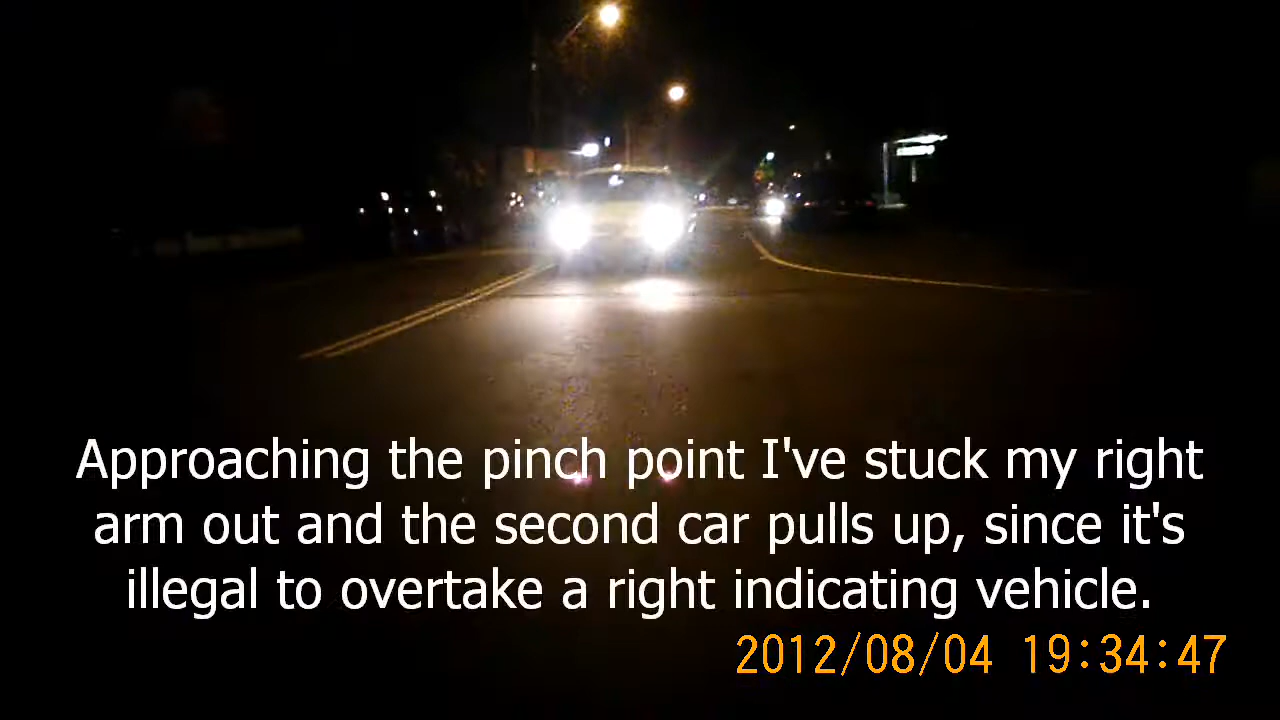 Approaching the pinch point I've stuck my right
arm out and the second car pulls up, since it's
illegal to overtake a right indicating vehicle.
2012/08/04 19:34:47